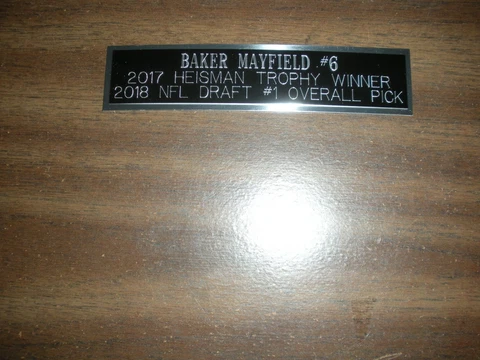 BAKER MAYFIELD #6
2017 HEISMAN TROPHY WINNER
2018 NFL DRAFT #1 OVERALL PICK